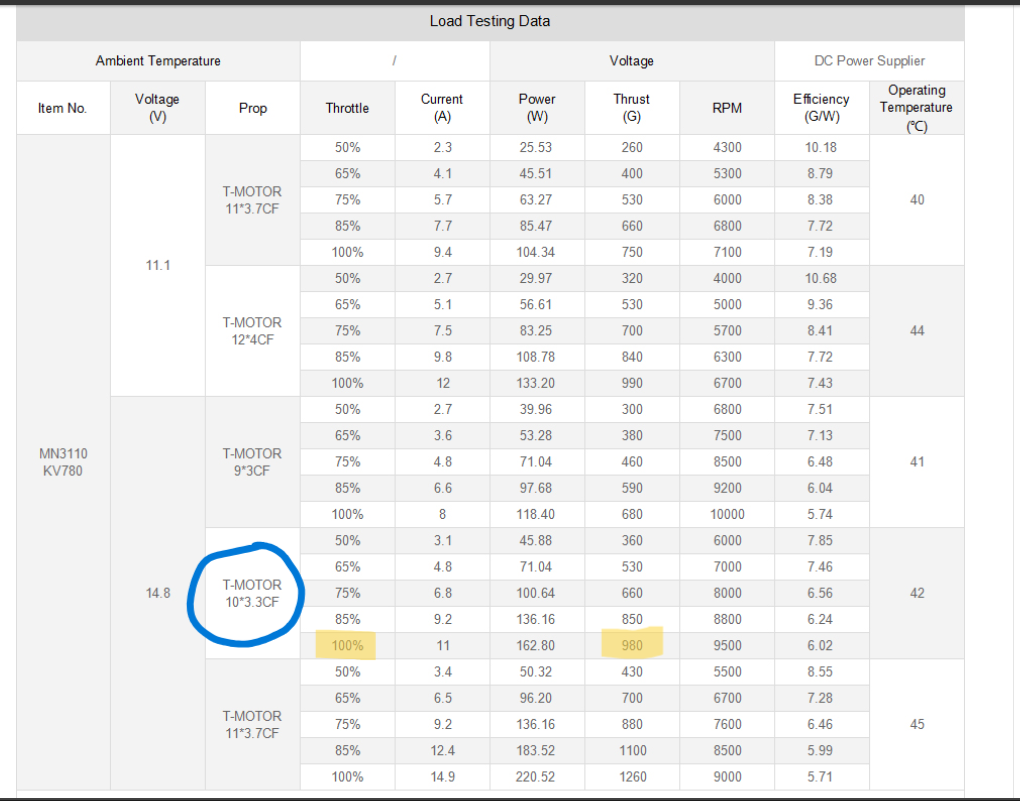 Load Testing Data
Ambient Temperature / Voltage DC Power Supplier
Item No. Voltage (V) Prop Throttle Current (A) Power (W) Thrust (G) RPM Efficiency (G/W) Operating Temperature (℃)
MN3110 KV780
11.1
T-MOTOR 11*3.7CF
50% 2.3 25.53 260 4300 10.18
65% 4.1 45.51 400 5300 8.79
75% 5.7 63.27 530 6000 8.38 40
85% 7.7 85.47 660 6800 7.72
100% 9.4 104.34 750 7100 7.19
T-MOTOR 12*4CF
50% 2.7 29.97 320 4000 10.68
65% 5.1 56.61 530 5000 9.36
75% 7.5 83.25 700 5700 8.41 44
85% 9.8 108.78 840 6300 7.72
100% 12 133.20 990 6700 7.43
14.8
T-MOTOR 9*3CF
50% 2.7 39.96 300 6800 7.51
65% 3.6 53.28 380 7500 7.13
75% 4.8 71.04 460 8500 6.48 41
85% 6.6 97.68 590 9200 6.04
100% 8 118.40 680 10000 5.74
T-MOTOR 10*3.3CF
50% 3.1 45.88 360 6000 7.85
65% 4.8 71.04 530 7000 7.46
75% 6.8 100.64 660 8000 6.56 42
85% 9.2 136.16 850 8800 6.24
100% 11 162.80 980 9500 6.02
T-MOTOR 11*3.7CF
50% 3.4 50.32 430 5500 8.55
65% 6.5 96.20 700 6700 7.28
75% 9.2 136.16 880 7600 6.46 45
85% 12.4 183.52 1100 8500 5.99
100% 14.9 220.52 1260 9000 5.71